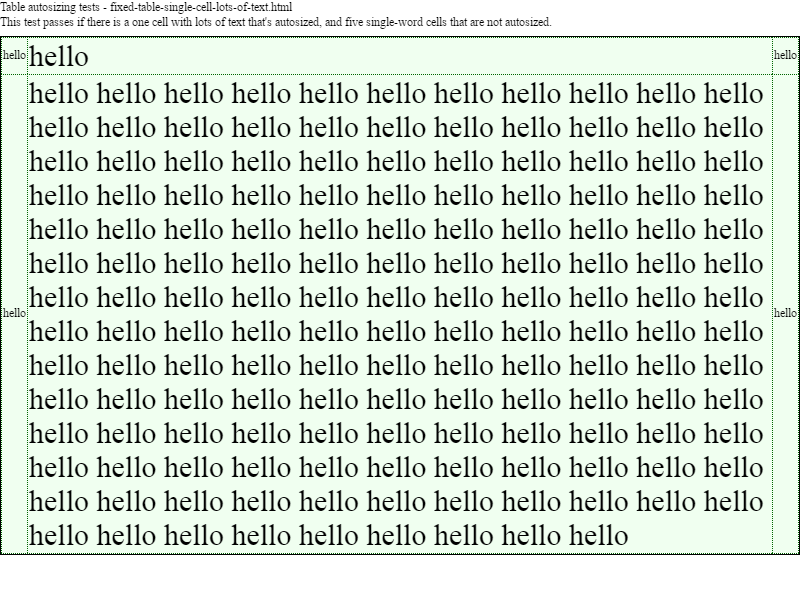 Table autosizing tests - fixed-table-single-cell-lots-of-text.html
This test passes if there is a one cell with lots of text that's autosized, and five single-word cells that are not autosized.
hello hello hello
hello hello hello hello hello hello hello hello hello hello hello
hello hello hello hello hello hello hello hello hello hello hello
hello hello hello hello hello hello hello hello hello hello hello
hello hello hello hello hello hello hello hello hello hello hello
hello hello hello hello hello hello hello hello hello hello hello
hello hello hello hello hello hello hello hello hello hello hello
hello hello hello hello hello hello hello hello hello hello hello
hello hello hello hello hello hello hello hello hello hello hello hello hello
hello hello hello hello hello hello hello hello hello hello hello
hello hello hello hello hello hello hello hello hello hello hello
hello hello hello hello hello hello hello hello hello hello hello
hello hello hello hello hello hello hello hello hello hello hello
hello hello hello hello hello hello hello hello hello hello hello
hello hello hello hello hello hello hello hello hello